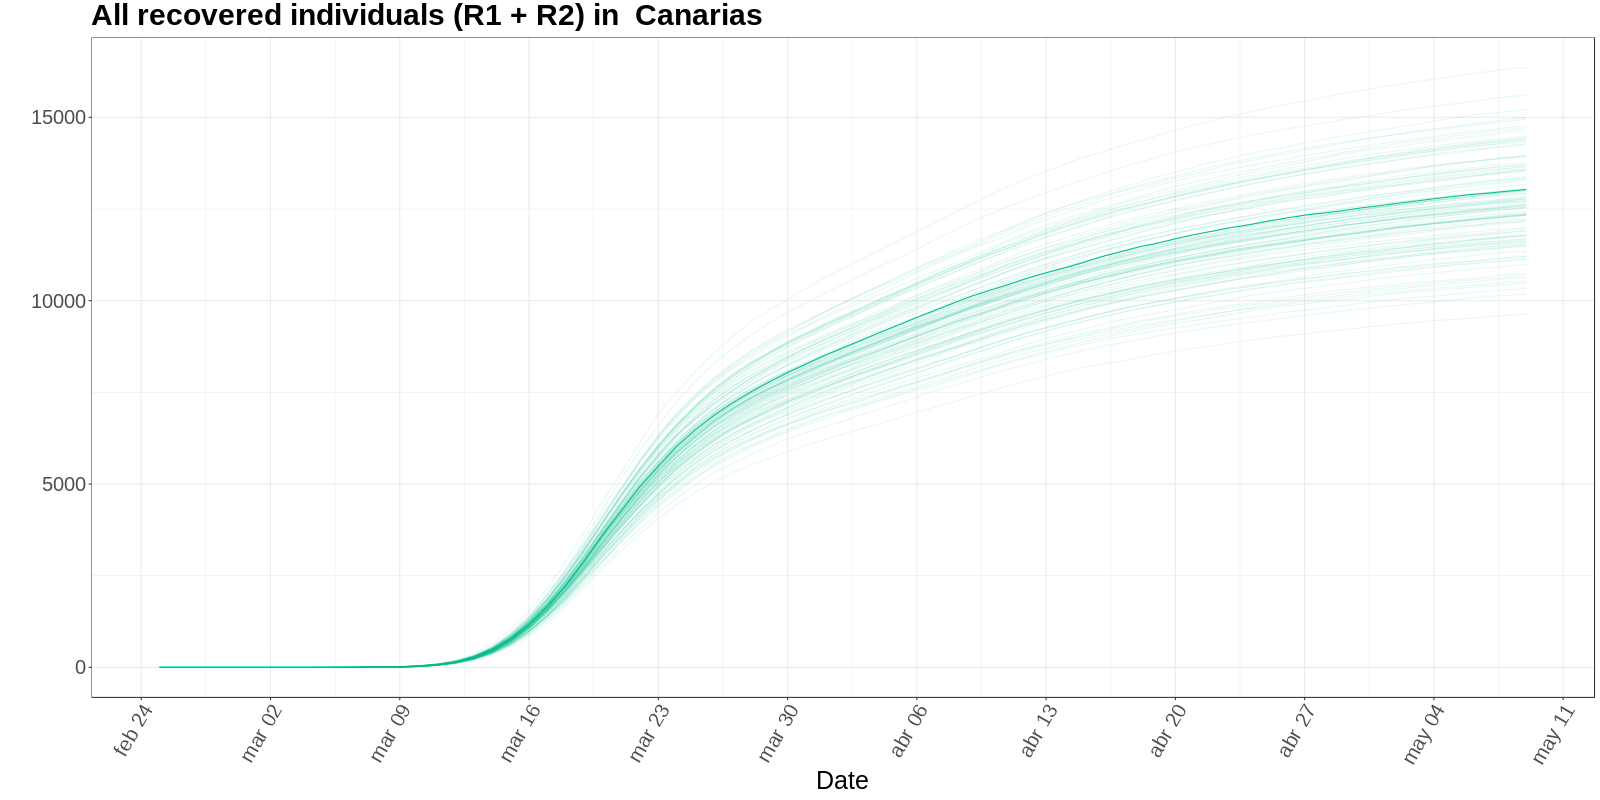 All recovered individuals (R1 + R2) in  Canarias
15000
10000
5000
0
feb 24
mar 02
mar 09
mar 16
mar 23
mar 30
abr 06
abr 13
abr 20
abr 27
may 04
may 11
Date